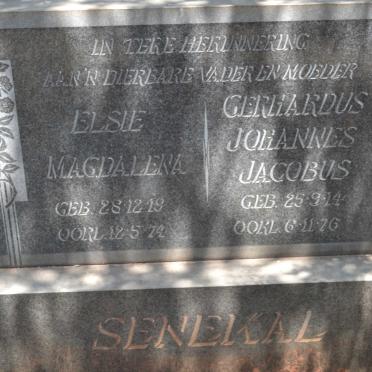 IN TERE HERINNERING
AAN 'N DIERBARE VADER EN MOEDER
ELSIE
MAGDALENA
GEB. 28-12-19
OORL. 12-5-74
GERHARDUS
JOHANNES
JACOBUS
GEB. 25-9-14
OORL. 6-11-76
SENEKAL